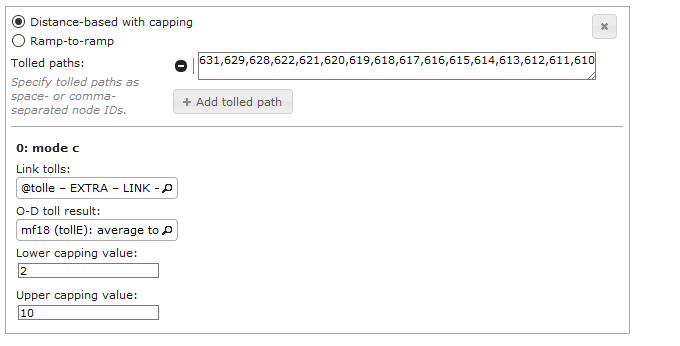 Distance-based with capping
Ramp-to-ramp
Tolled paths:
631,629,628,622,621,620,619,618,617,616,615,614,613,612,611,610
Specify tolled paths as
space- or comma-
separated node IDs.
+ Add tolled path
0: mode c
Link tolls:
@tolle – EXTRA – LINK -
O-D toll result:
mf18 (tollE): average to
Lower capping value:
2
Upper capping value:
10